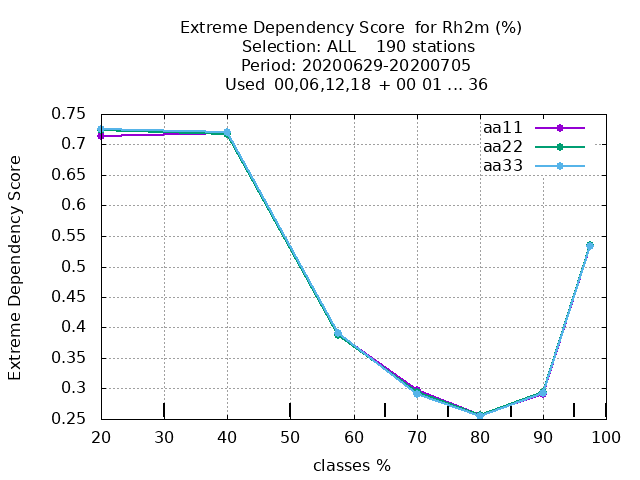 Extreme Dependency Score  for Rh2m (%)
Selection: ALL    190 stations
Period: 20200629-20200705
Used  00,06,12,18 + 00 01 ... 36
Extreme Dependency Score
0.75
0.7
0.65
0.6
0.55
0.5
0.45
0.4
0.35
0.3
0.25
aa11
aa22
aa33
20 30 40 50 60 70 80 90 100
classes %